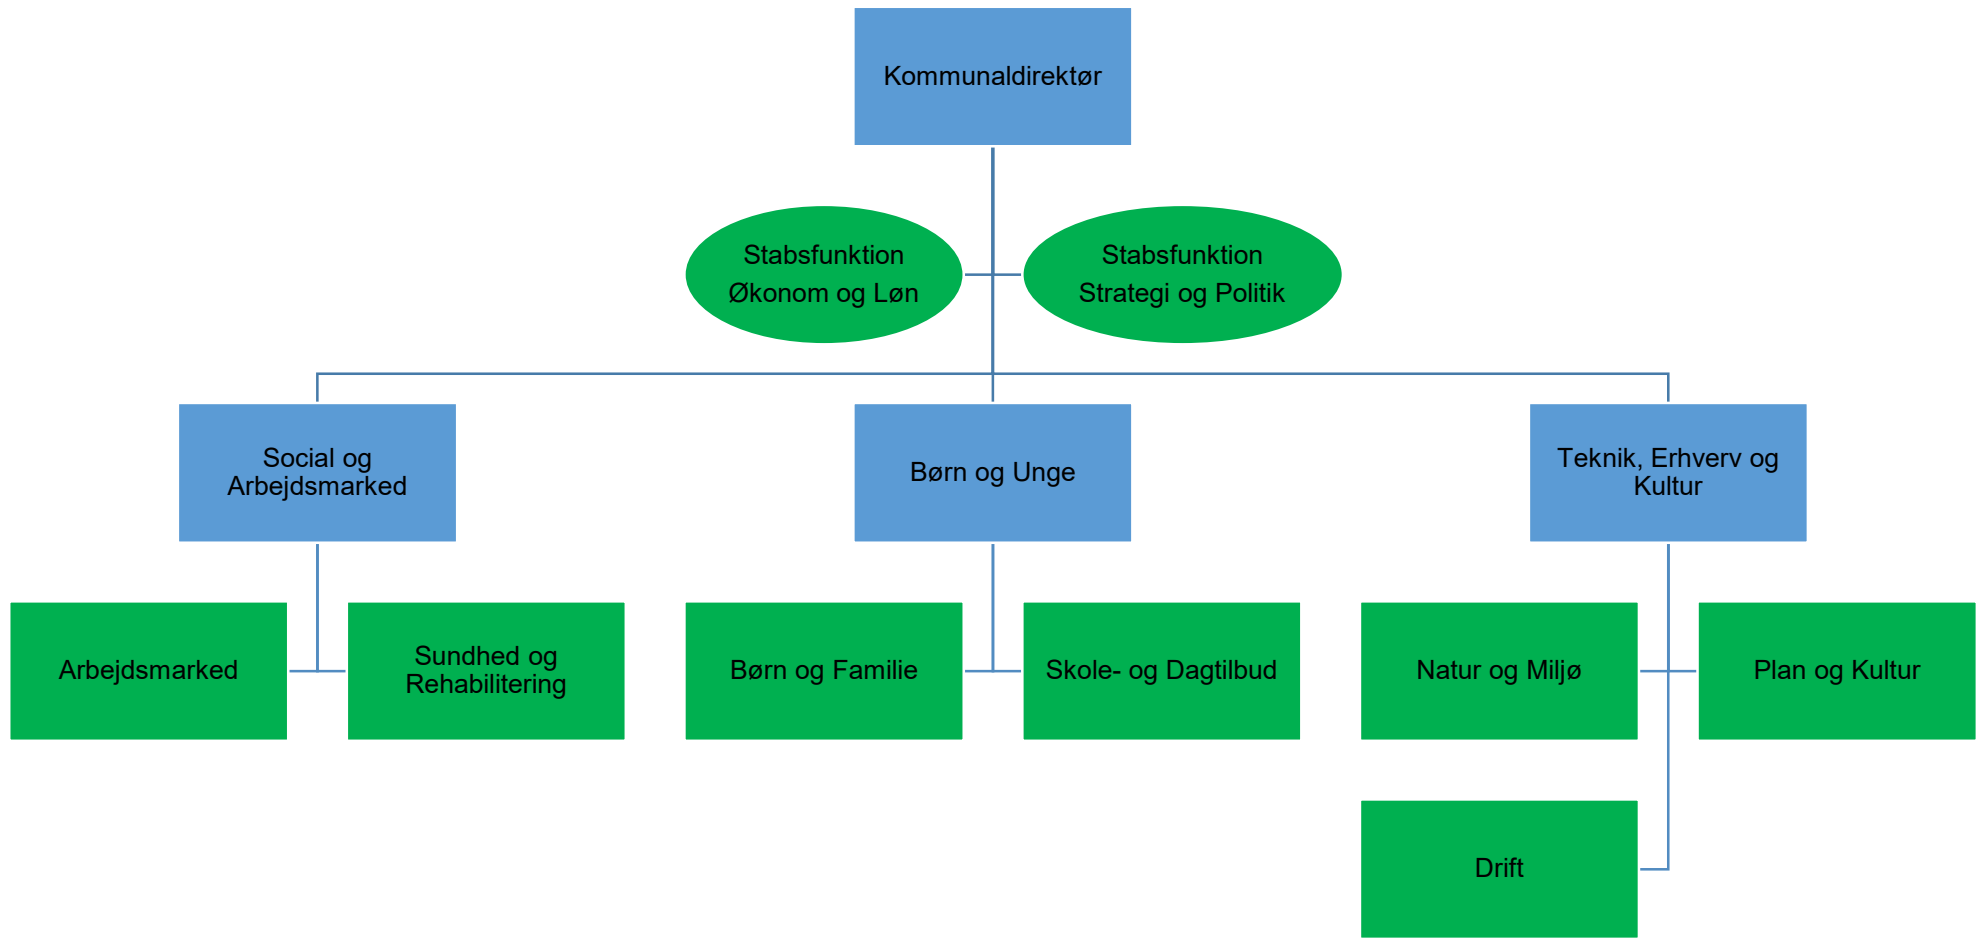 Kommunaldirektør
Stabsfunktion
Økonom og Løn
Stabsfunktion
Strategi og Politik
Social og
Arbejdsmarked
Børn og Unge
Teknik, Erhverv og
Kultur
Arbejdsmarked
Sundhed og
Rehabilitering
Børn og Familie
Skole- og Dagtilbud
Natur og Miljø
Plan og Kultur
Drift